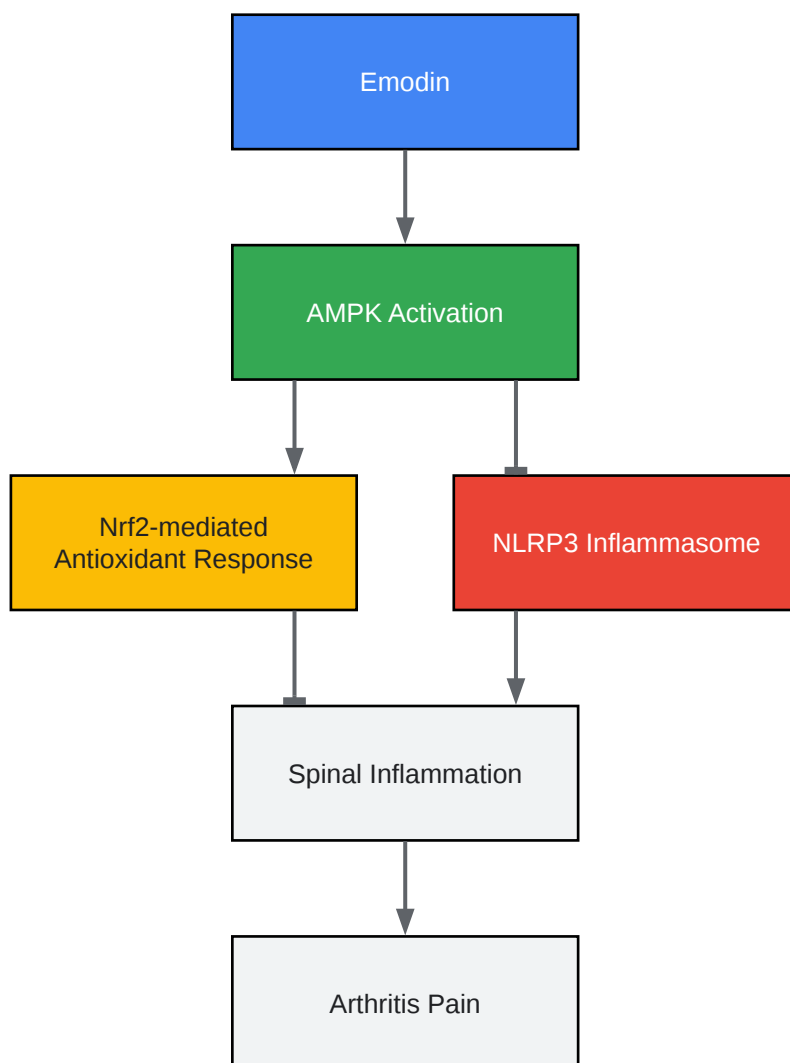 Emodin
AMPK Activation
Nrf2-mediated
Antioxidant Response
NLRP3 Inflammasome
Spinal Inflammation
Arthritis Pain